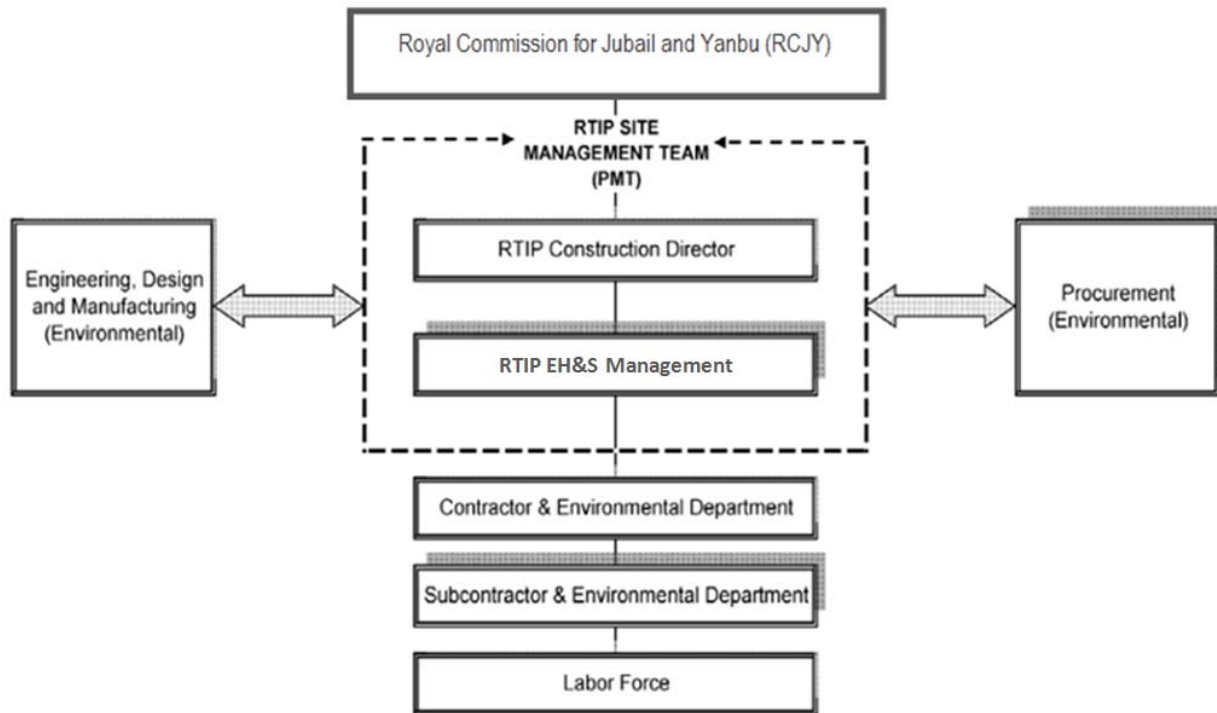 Royal Commission for Jubail and Yanbu (RCJY)
RTIP SITE
MANAGEMENT TEAM
(PMT)
RTIP Construction Director
Engineering, Design
and Manufacturing
(Environmental)
Procurement
(Environmental)
RTIP EH&S Management
Contractor & Environmental Department
Subcontractor & Environmental Department
Labor Force